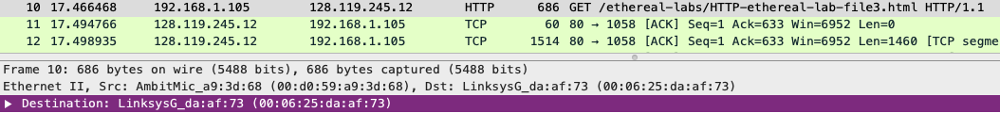 10 17.466468 192.168.1.105 128.119.245.12 HTTP 686 GET /ethereal-labs/HTTP-ethereal-lab-file3.html HTTP/1.1
11 17.494766 128.119.245.12 192.168.1.105 TCP 60 80 → 1058 [ACK] Seq=1 Ack=633 Win=6952 Len=0
12 17.498935 128.119.245.12 192.168.1.105 TCP 1514 80 → 1058 [ACK] Seq=1 Ack=633 Win=6952 Len=1460 [TCP segme
Frame 10: 686 bytes on wire (5488 bits), 686 bytes captured (5488 bits)
Ethernet II, Src: AmbitMic_a9:3d:68 (00:d0:59:a9:3d:68), Dst: LinksysG_da:af:73 (00:06:25:da:af:73)
Destination: LinksysG_da:af:73 (00:06:25:da:af:73)